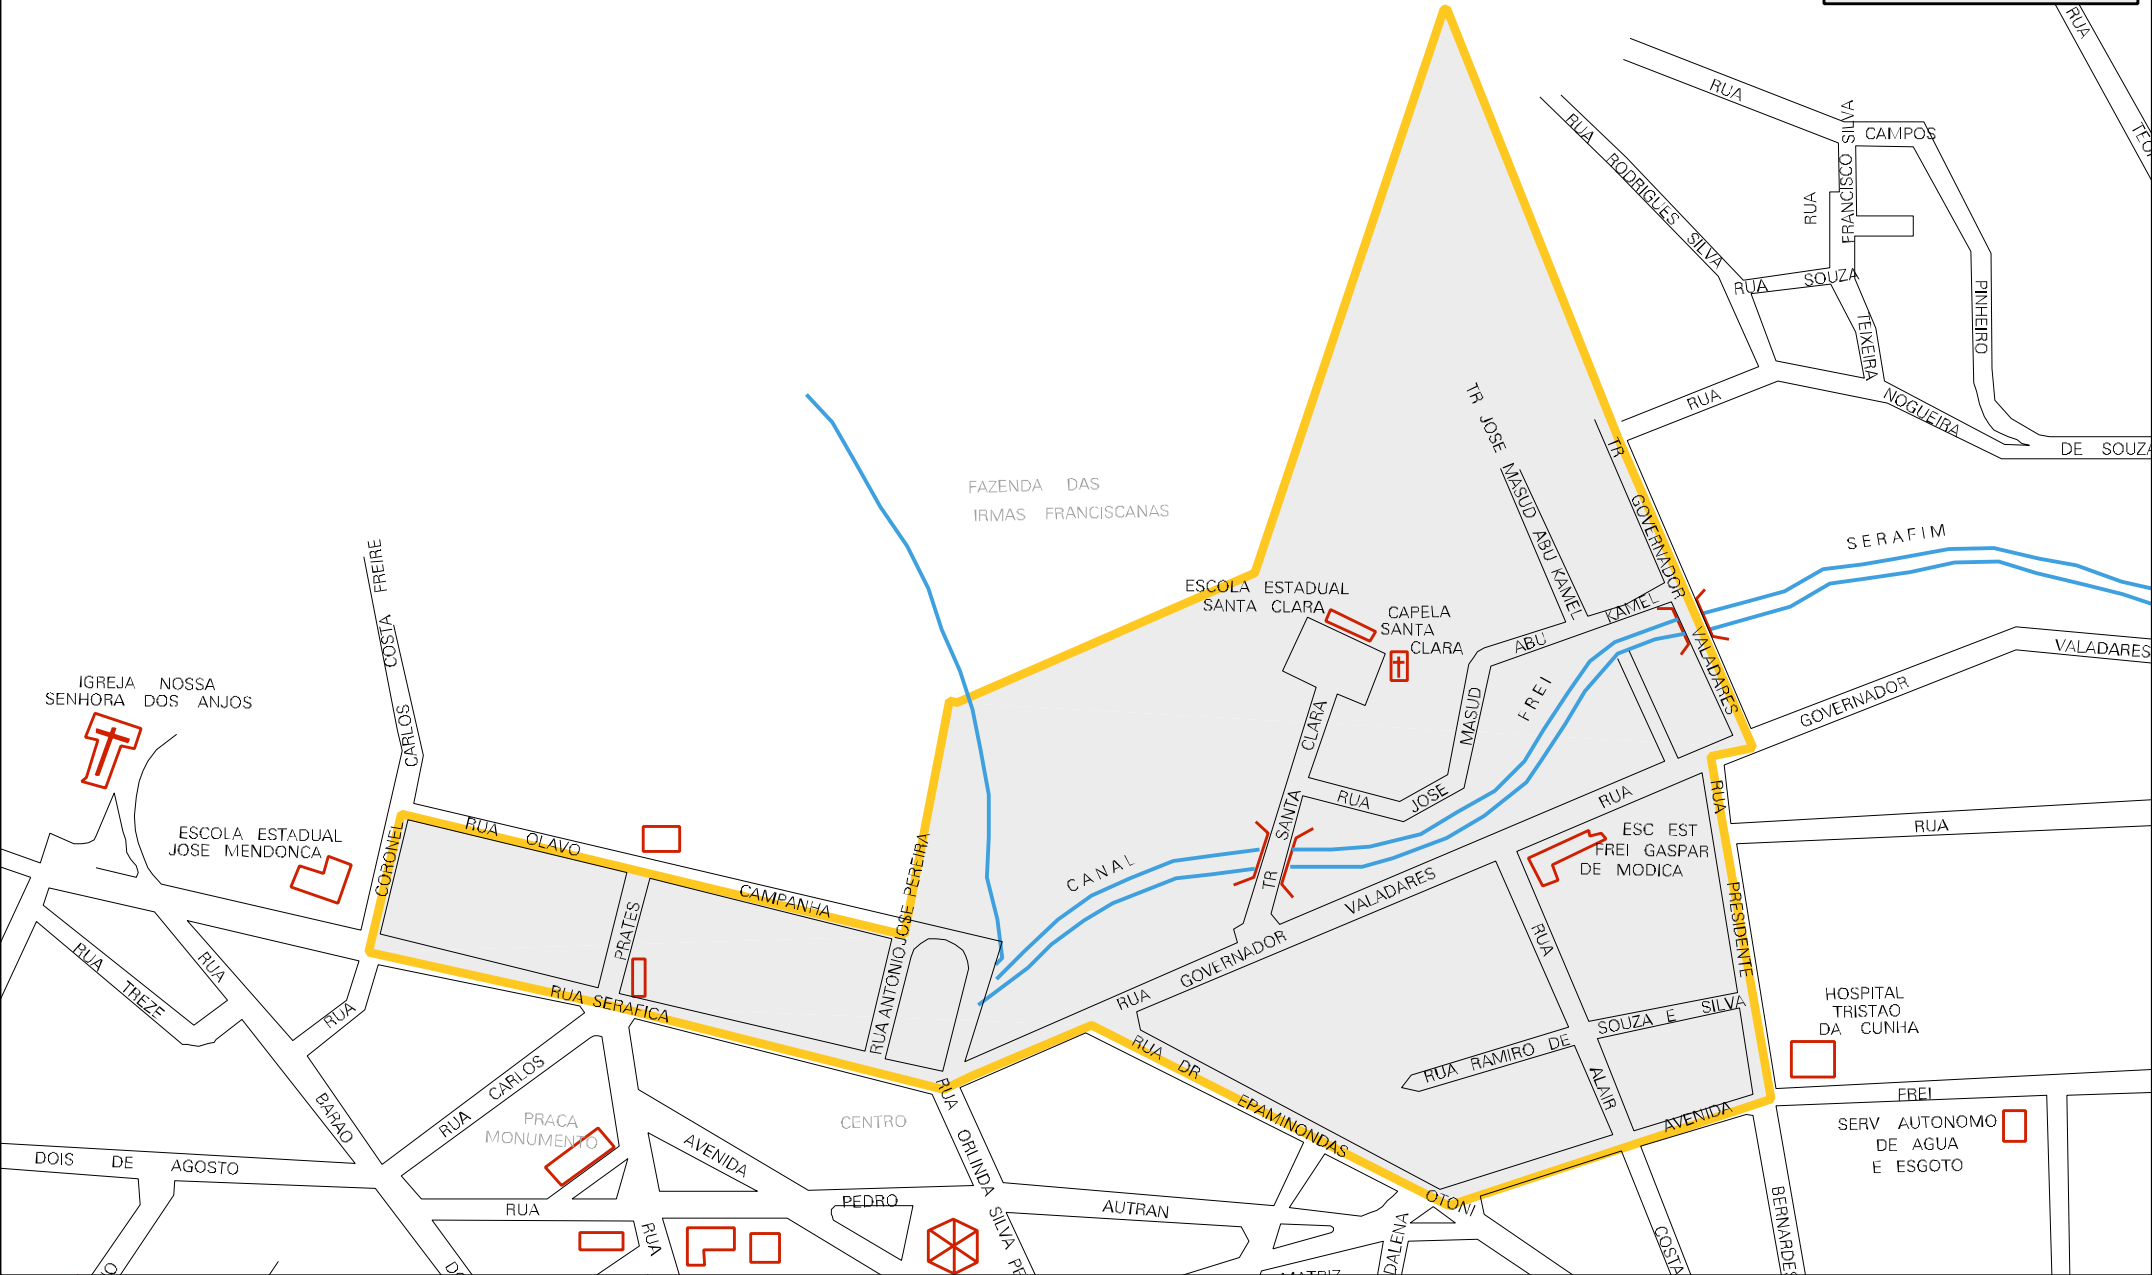 RUA
RUA
CAMPOS
FRANCISCO SILVA
RUA
RUA RODRIGUES SILVA
RUA SOUZA
PINHEIRO
TEIXEIRA
RUA
NOGUEIRA
DE SOUZA
TR JOSE MASUD ABU KAMEL
TR GOVERNADOR VALADARES
FAZENDA DAS
IRMAS FRANCISCANAS
SERAFIM
FREIRE
COSTA
CARLOS
CORONEL
ESCOLA ESTADUAL
SANTA CLARA
CAPELA
SANTA
CLARA
ABU KAMEL
MASUD
RUA JOSE
FREI
VALADARES
GOVERNADOR
IGREJA NOSSA
SENHORA DOS ANJOS
CLARA
SANTA
TR
ESCOLA ESTADUAL
JOSE MENDONCA
RUA OLAVO CAMPANHA
CANAL
RUA
VALADARES
GOVERNADOR
RUA
ESC EST
FREI GASPAR
DE MODICA
RUA
RUA PRESIDENTE
BERNARDES
PRATES
RUA ANTONIO JOSE PEREIRA
RUA SERAFICA
RUA
TREZE
RUA
RUA
BARAO
RUA ALAIR
COSTA
SOUZA E SILVA
RUA RAMIRO DE
HOSPITAL
TRISTAO
DA CUNHA
RUA DR EPAMINONDAS OTONI
AVENIDA
FREI
SERV AUTONOMO
DE AGUA
E ESGOTO
RUA CARLOS
PRACA
MONUMENTO
CENTRO
AVENIDA
PEDRO
RUA ORLINDA SILVA PE
AUTRAN
DOIS DE AGOSTO
RUA
RUA
DALENA